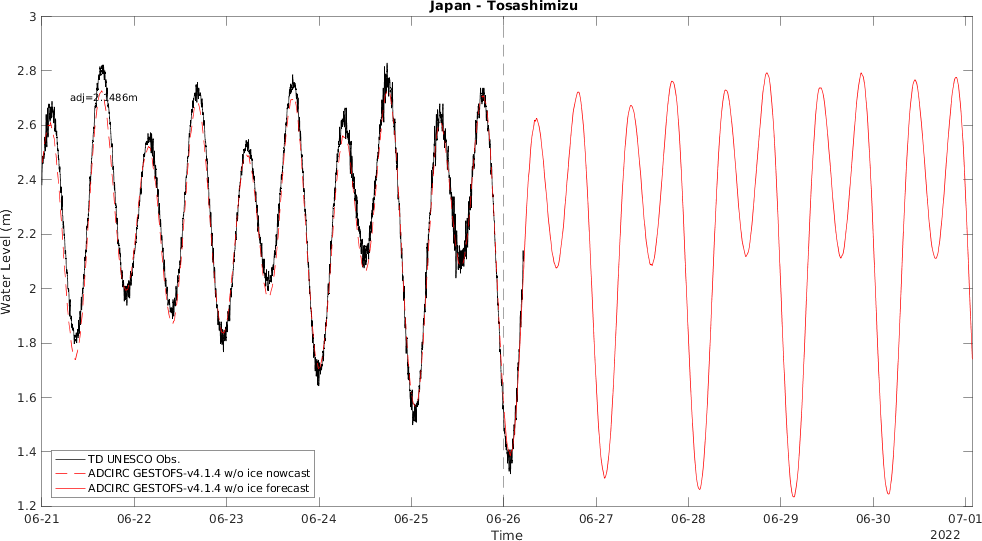 Japan - Tosashimizu
3
2.8
2.6
2.4
2.2
2
1.8
1.6
1.4
1.2
Water Level (m)
adj=2.1486m
TD UNESCO Obs.
ADCIRC GESTOFS-v4.1.4 w/o ice nowcast
ADCIRC GESTOFS-v4.1.4 w/o ice forecast
06-21 06-22 06-23 06-24 06-25 06-26 06-27 06-28 06-29 06-30 07-01
Time
2022